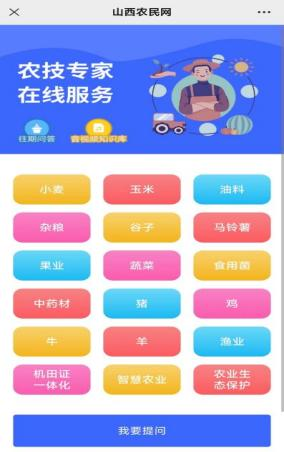 山西农民网
农技专家
在线服务
往期问答 音视频知识库
小麦 玉米 油料
杂粮 谷子 马铃薯
果业 蔬菜 食用菌
中药材 猪 鸡
牛 羊 渔业
机田证
一体化
智慧农业
农业生
态保护
我要提问